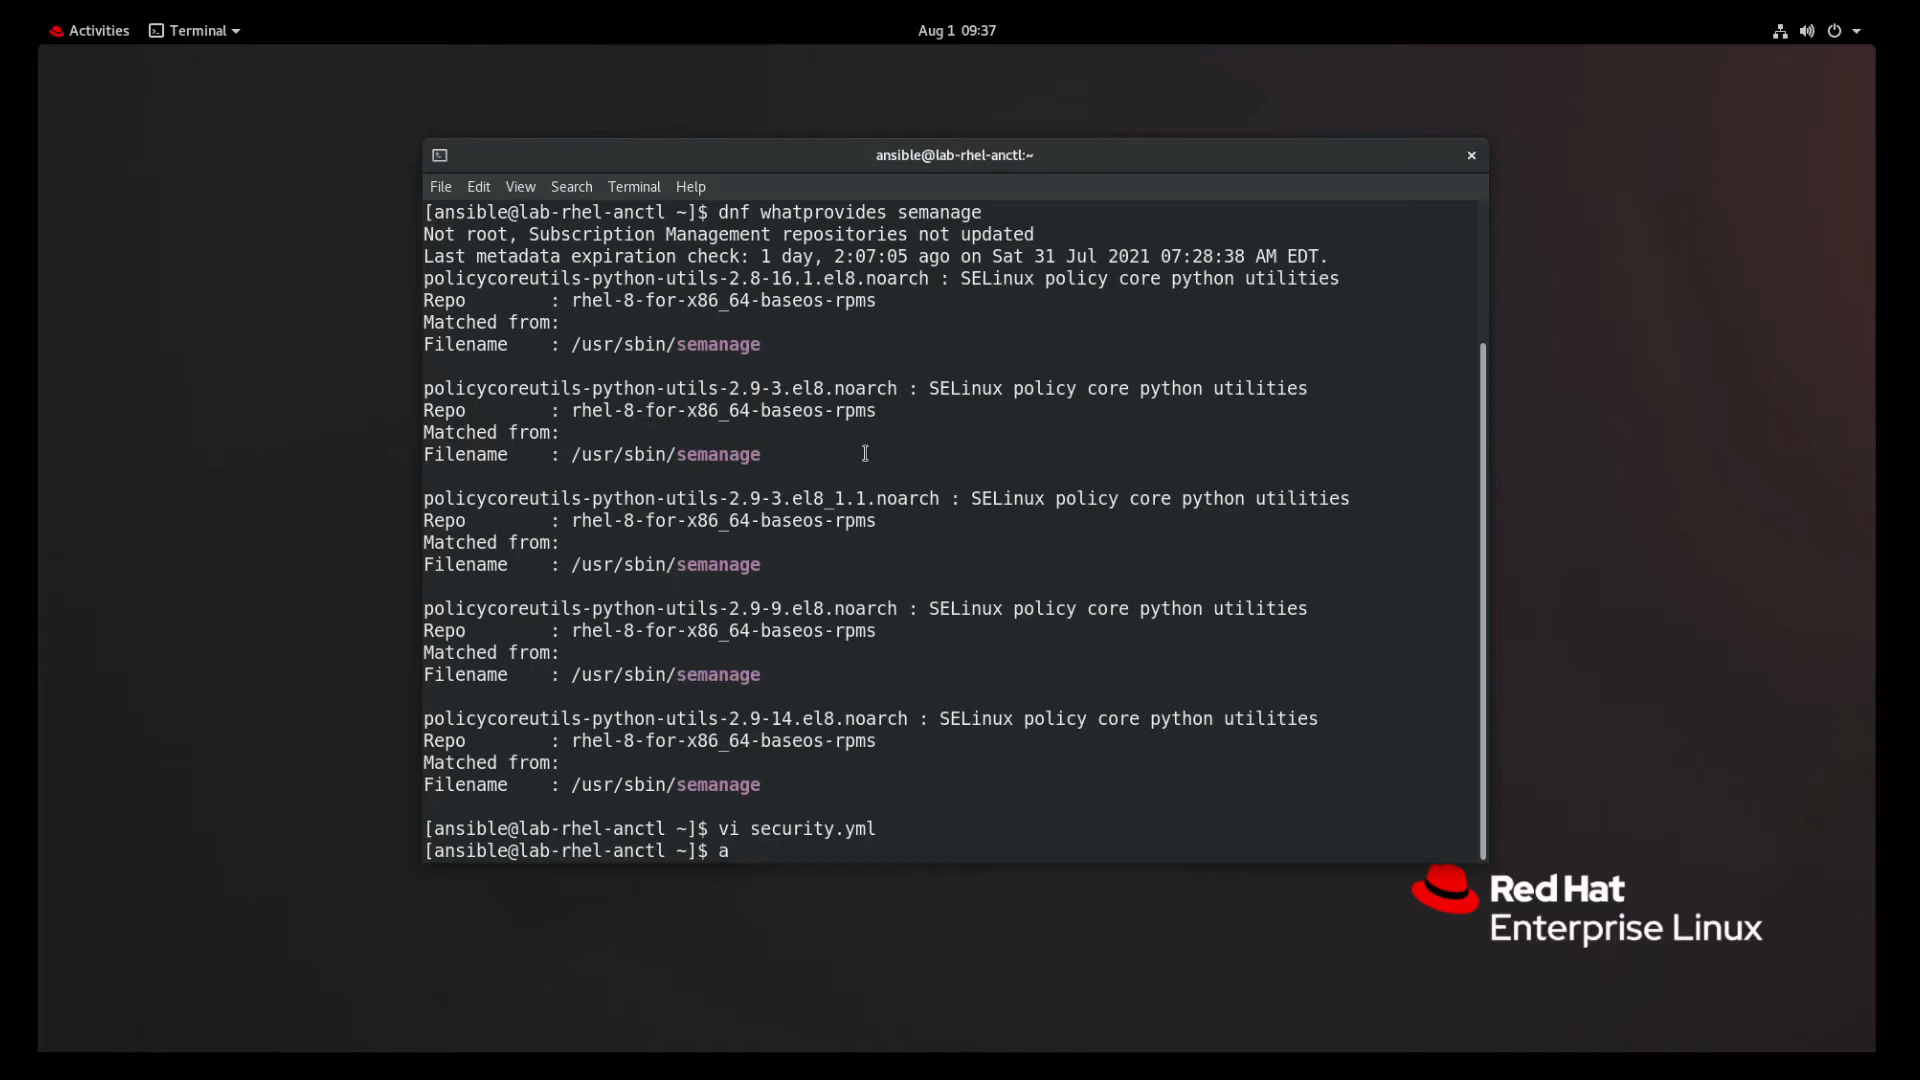 Activities Terminal Aug 1 09:37
ansible@lab-rhel-anctl:~
File Edit View Search Terminal Help
[ansible@lab-rhel-anctl ~]$ dnf whatprovides semanage
Not root, Subscription Management repositories not updated
Last metadata expiration check: 1 day, 2:07:05 ago on Sat 31 Jul 2021 07:28:38 AM EDT.
policycoreutils-python-utils-2.8-16.1.el8.noarch : SELinux policy core python utilities
Repo        : rhel-8-for-x86_64-baseos-rpms
Matched from:
Filename    : /usr/sbin/semanage
policycoreutils-python-utils-2.9-3.el8.noarch : SELinux policy core python utilities
Repo        : rhel-8-for-x86_64-baseos-rpms
Matched from:
Filename    : /usr/sbin/semanage
policycoreutils-python-utils-2.9-3.el8_1.1.noarch : SELinux policy core python utilities
Repo        : rhel-8-for-x86_64-baseos-rpms
Matched from:
Filename    : /usr/sbin/semanage
policycoreutils-python-utils-2.9-9.el8.noarch : SELinux policy core python utilities
Repo        : rhel-8-for-x86_64-baseos-rpms
Matched from:
Filename    : /usr/sbin/semanage
policycoreutils-python-utils-2.9-14.el8.noarch : SELinux policy core python utilities
Repo        : rhel-8-for-x86_64-baseos-rpms
Matched from:
Filename    : /usr/sbin/semanage
[ansible@lab-rhel-anctl ~]$ vi security.yml
[ansible@lab-rhel-anctl ~]$ a
Red Hat
Enterprise Linux